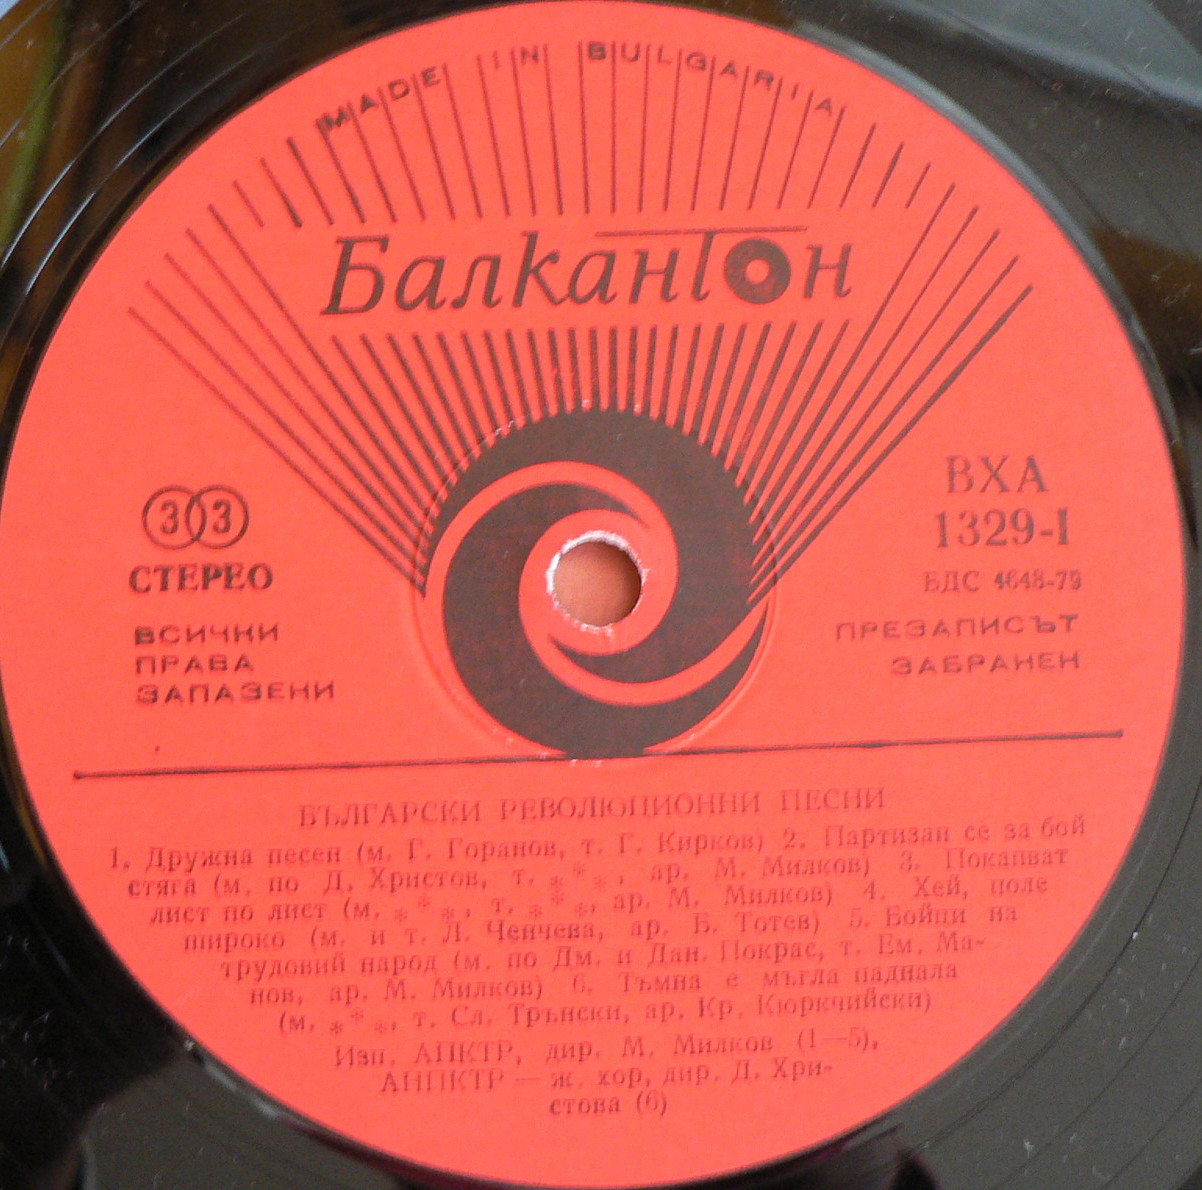 MADE IN BULGARIA
Балкантон
33
СТЕРЕО
ВСИЧКИ
ПРАВА
ЗАПАЗЕНИ
ВХА
1329-I
БДС 4648-79
ПРЕЗАПИСЪТ
ЗАБРАНЕН
БЪЛГАРСКИ РЕВОЛЮЦИОННИ ПЕСНИ
1. Дружна песен (м. Г. Горанов, т. Г. Кирков) 2. Партизан се за бой
стяга (м. по Д. Христов, т. ***, ар. М. Милков) 3. Покапват
лист по лист (м. ***, т. ***, ар. М. Милков) 4. Хей, поле
широко (м. и т. Л. Ченчева, ар. Б. Тотев) 5. Бойци на
трудовий народ (м. по Дм. и Дан. Покрас, т. Ем. Ма-
нов, ар. М. Милков) 6. Тъмна е мъгла паднала
(м. ***, т. Сл. Трънски, ар. Кр. Кюркчийски)
Изп. АПКТР, дир. М. Милков (1—5),
АНПКТР — ж. хор, дир. Д. Хри-
стова (6)